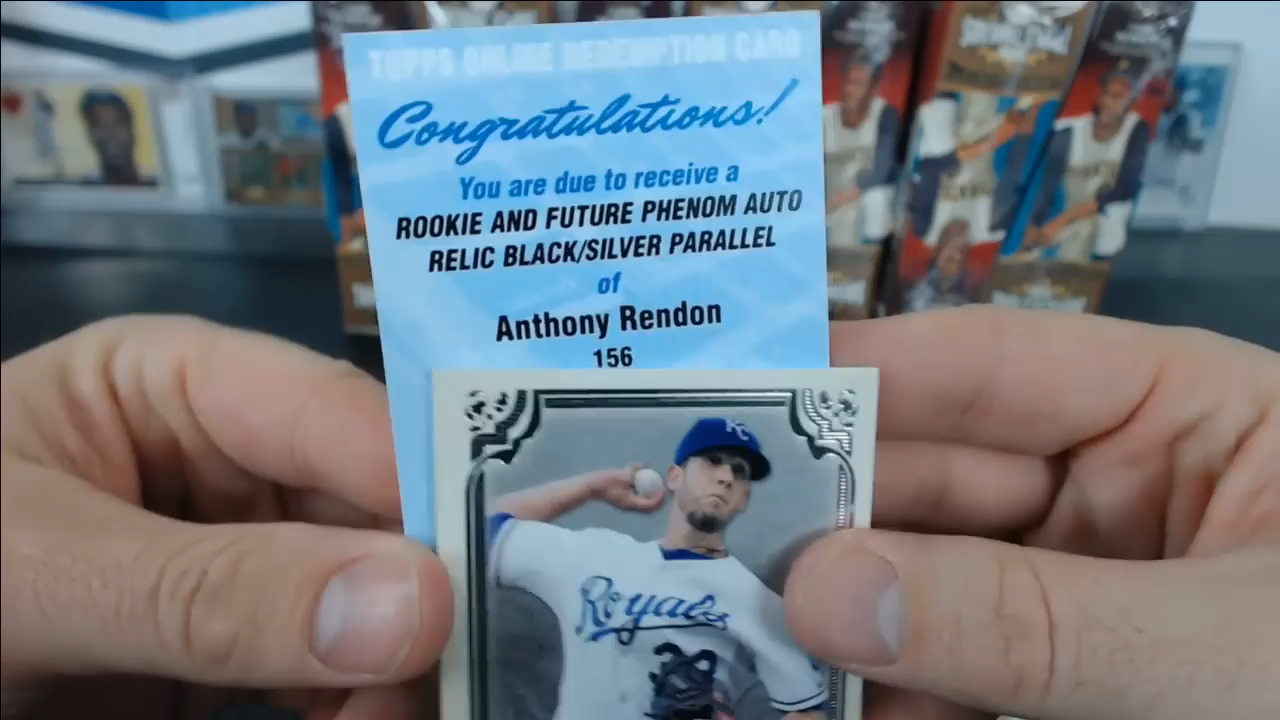 TOPPS ONLINE REDEMPTION CARD
Congratulations!
You are due to receive a
ROOKIE AND FUTURE PHENOM AUTO
RELIC BLACK/SILVER PARALLEL
of
Anthony Rendon
156
KC
Royals